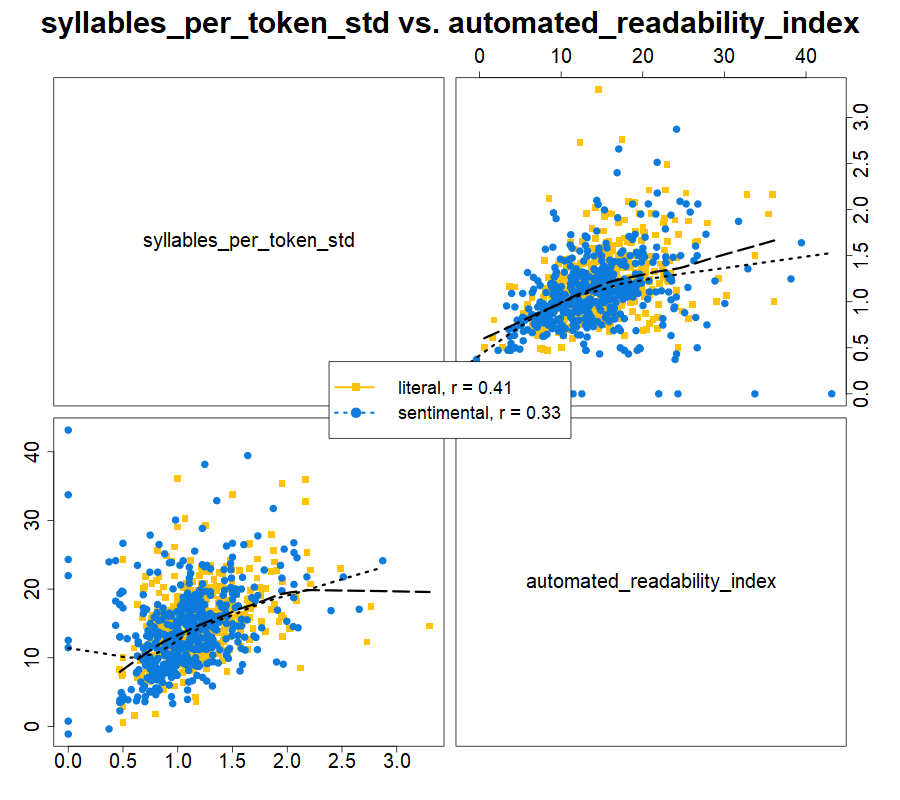 syllables_per_token_std vs. automated_readability_index
0 10 20 30 40
syllables_per_token_std
0.0 0.5 1.0 1.5 2.0 2.5 3.0
literal, r = 0.41
sentimental, r = 0.33
0 10 20 30 40
automated_readability_index
0.0 0.5 1.0 1.5 2.0 2.5 3.0